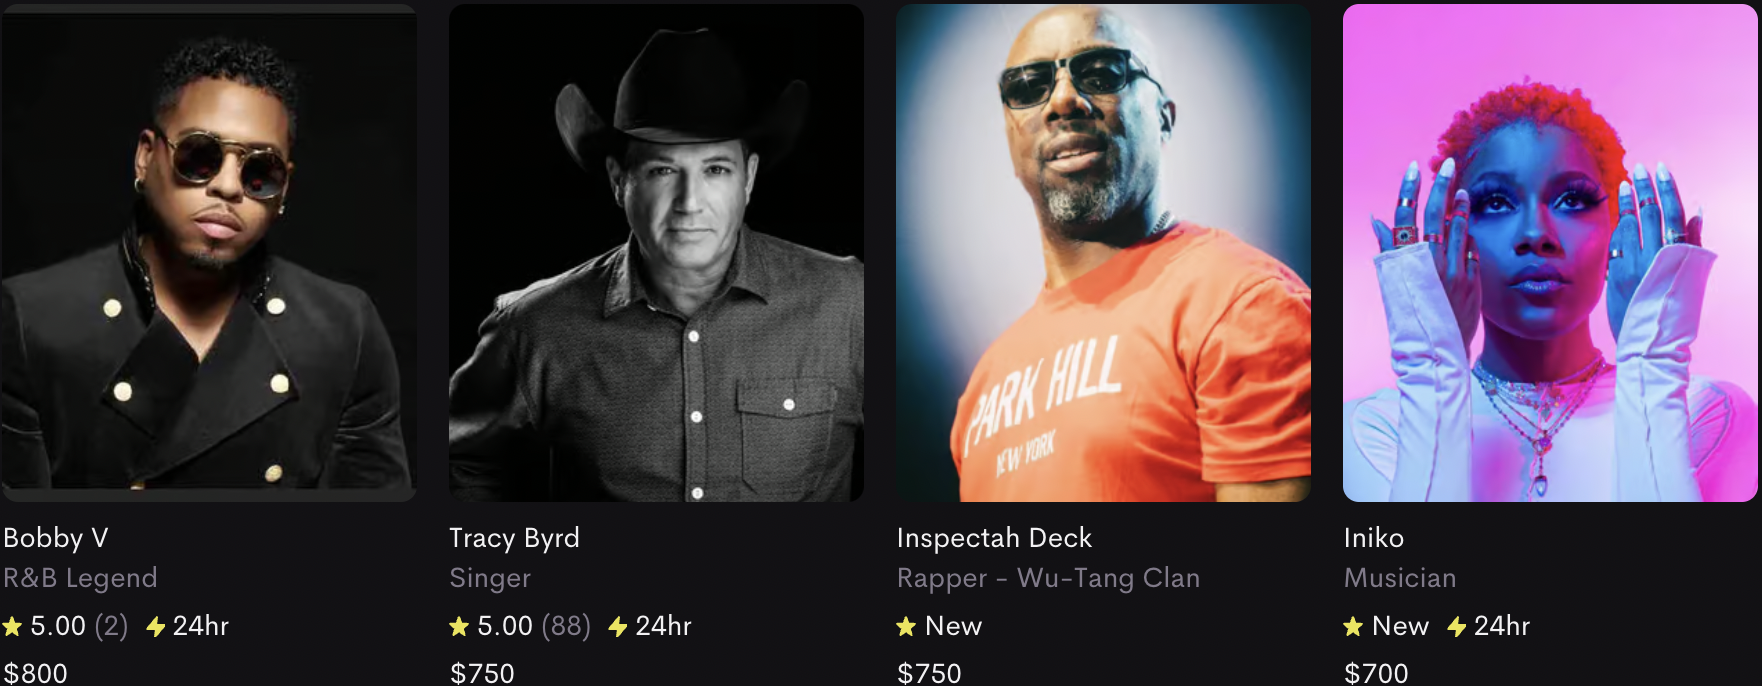 PARK HILL
NEW YORK
Bobby V
R&B Legend
5.00 (2) 24hr
$800
Tracy Byrd
Singer
5.00 (88) 24hr
$750
Inspectah Deck
Rapper - Wu-Tang Clan
New
$750
Iniko
Musician
New 24hr
$700